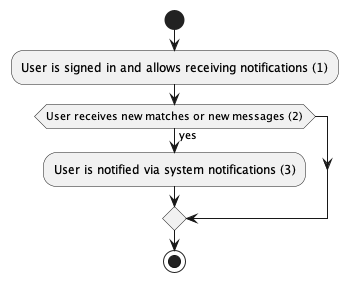 User is signed in and allows receiving notifications (1)
User receives new matches or new messages (2)
yes
User is notified via system notifications (3)